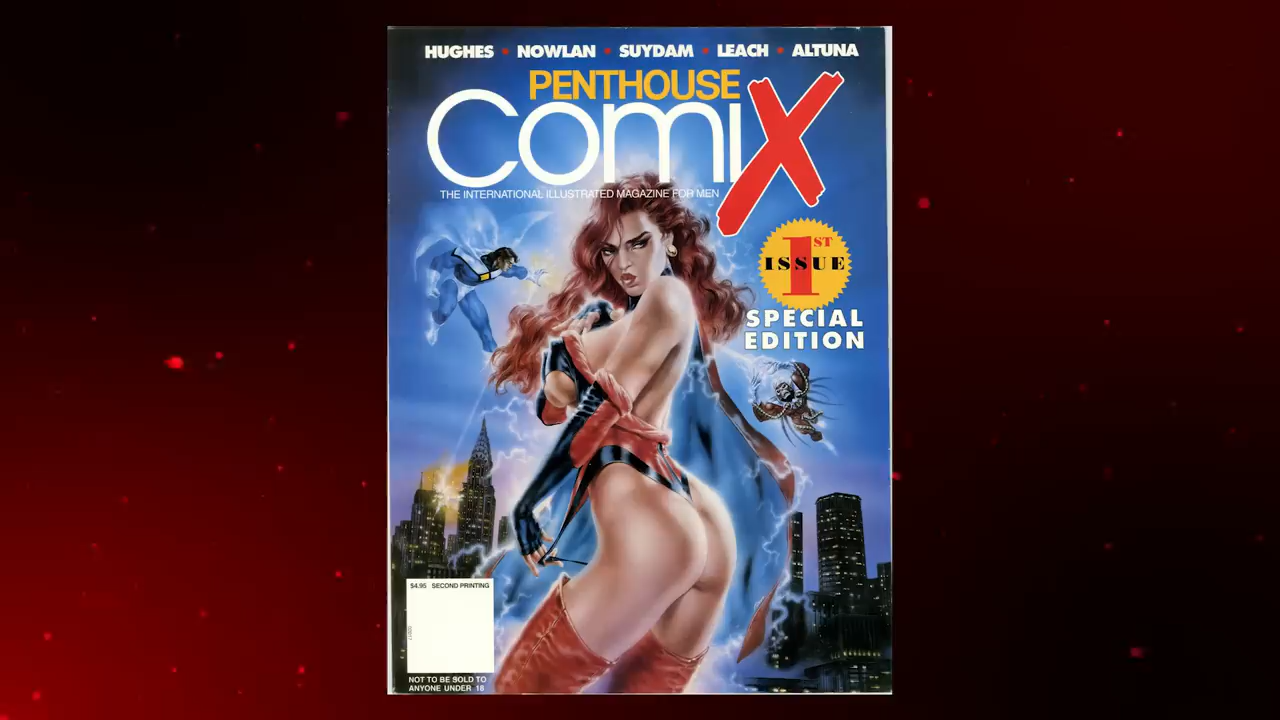 HUGHES • NOWLAN • SUYDAM • LEACH • ALTUNA
PENTHOUSE
ComiX
THE INTERNATIONAL ILLUSTRATED MAGAZINE FOR MEN
1ST
ISSUE
SPECIAL
EDITION
$4.95 SECOND PRINTING
NOT TO BE SOLD TO
ANYONE UNDER 18